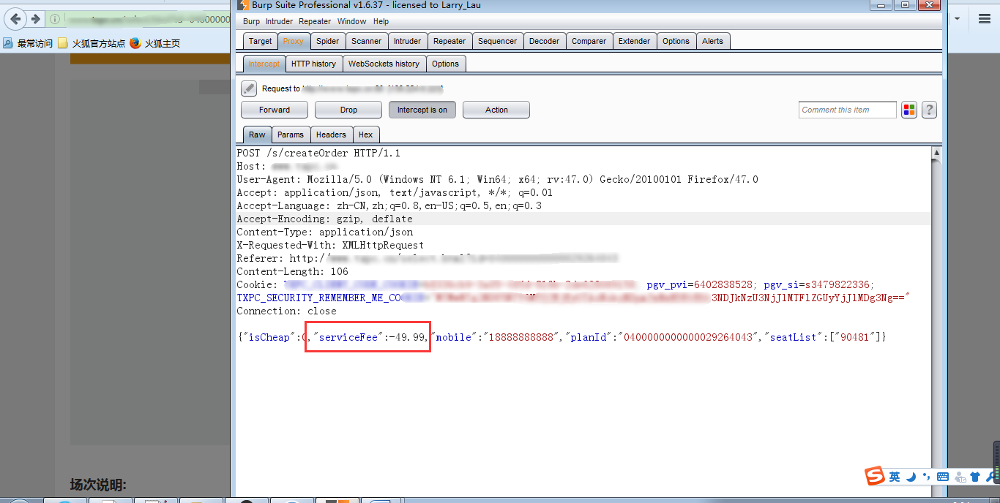 Burp Suite Professional v1.6.37 - licensed to Larry_Lau
Burp Intruder Repeater Window Help
最常访问 火狐官方站点 火狐主页
Target Proxy Spider Scanner Intruder Repeater Sequencer Decoder Comparer Extender Options Alerts
Intercept HTTP history WebSockets history Options
Request to
Forward Drop Intercept is on Action Comment this item ?
Raw Params Headers Hex
POST /s/createOrder HTTP/1.1
Host:
User-Agent: Mozilla/5.0 (Windows NT 6.1; Win64; x64; rv:47.0) Gecko/20100101 Firefox/47.0
Accept: application/json, text/javascript, */*; q=0.01
Accept-Language: zh-CN,zh;q=0.8,en-US;q=0.5,en;q=0.3
Accept-Encoding: gzip, deflate
Content-Type: application/json
X-Requested-With: XMLHttpRequest
Referer: http://
Content-Length: 106
Cookie: pgv_pvi=6402838528; pgv_si=s3479822336;
TXPC_SECURITY_REMEMBER_ME_CO 3NDJkNzU3NjJlMTFlZGUyYjJlMDg3Ng=="
Connection: close
{"isCheap":0,"serviceFee":-49.99,"mobile":"18888888888","planId":"0400000000000029264043","seatList":["90481"]}
场次说明:
S 英